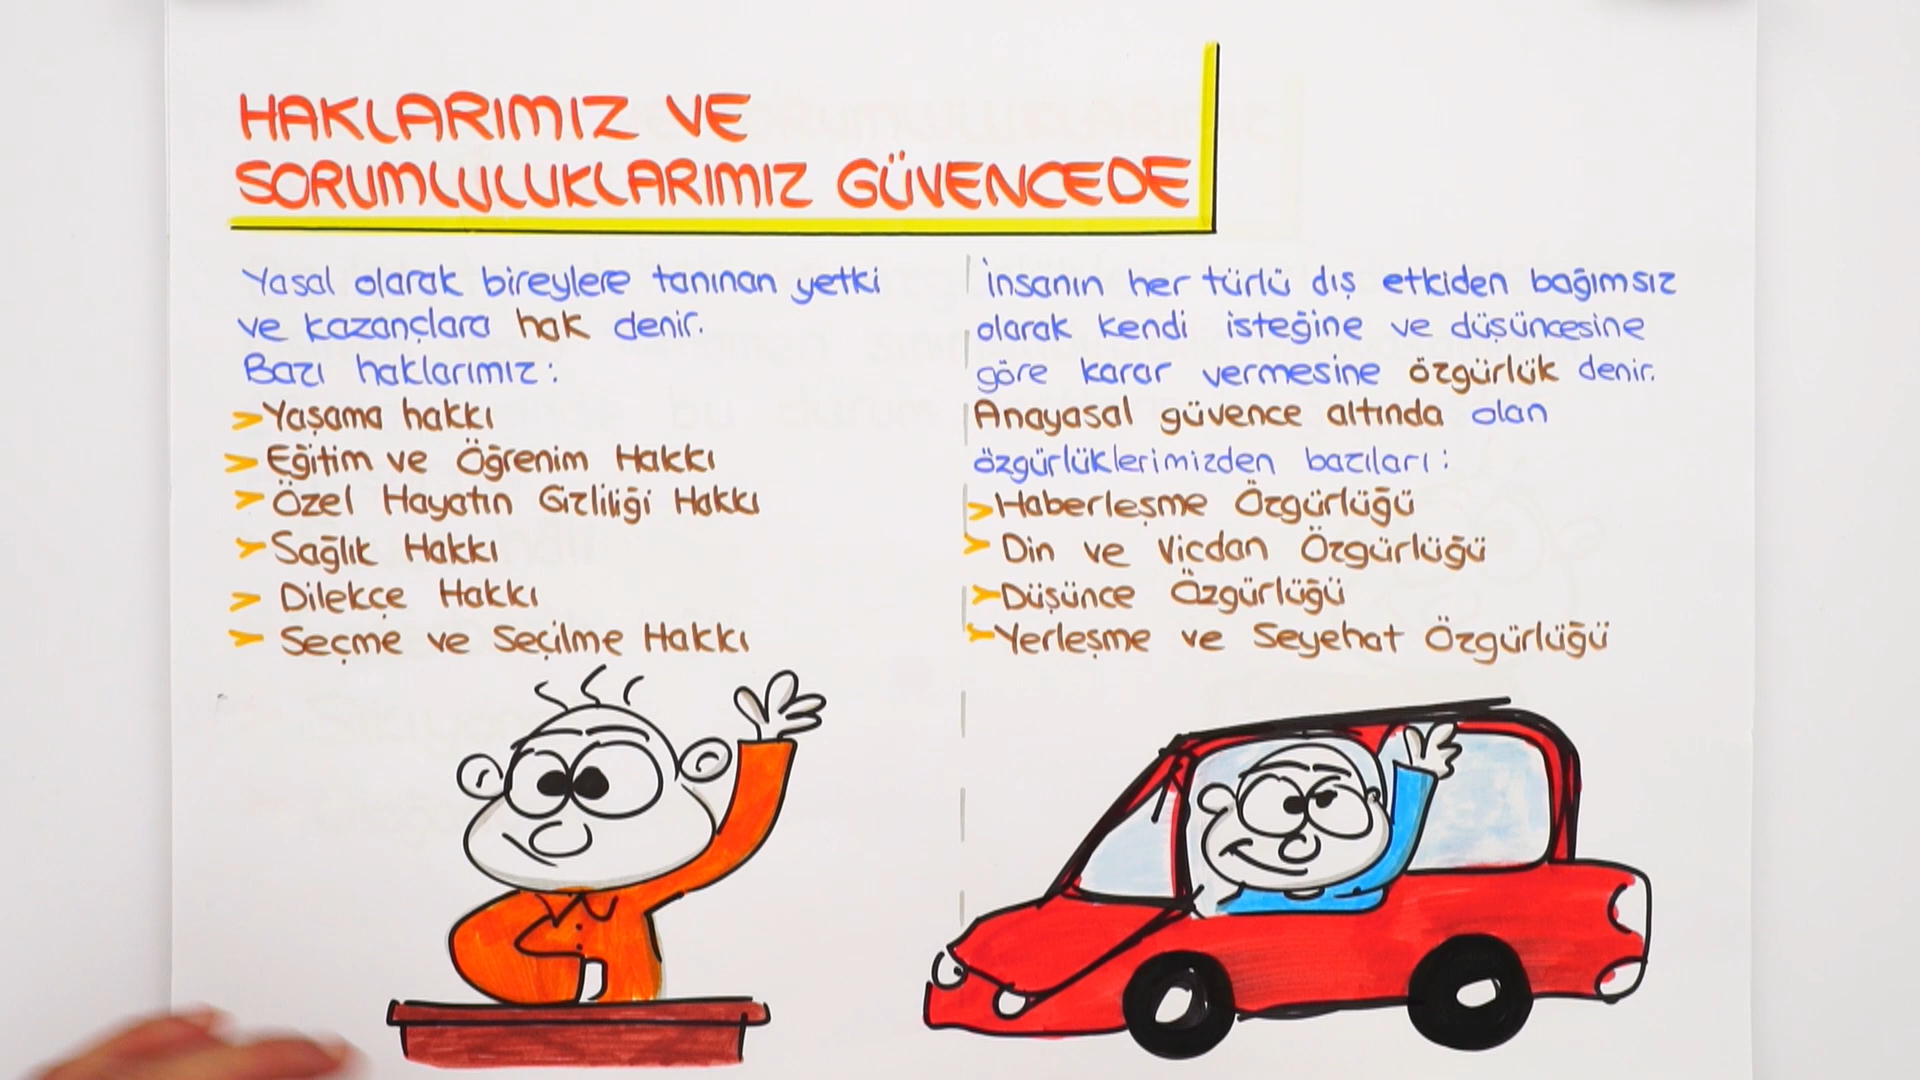 HAKLARIMIZ VE
SORUMLULUKLARIMIZ GÜVENCEDE
Yasal olarak bireylere tanınan yetki
ve kazançlara hak denir.
Bazı haklarımız:
➤Yaşama hakkı
➤Eğitim ve Öğrenim Hakkı
➤Özel Hayatın Gizliliği Hakkı
➤Sağlık Hakkı
➤Dilekçe Hakkı
➤Seçme ve Seçilme Hakkı
İnsanın her türlü dış etkiden bağımsız
olarak kendi isteğine ve düşüncesine
göre karar vermesine özgürlük denir.
Anayasal güvence altında olan
özgürlüklerimizden bazıları:
➤Haberleşme Özgürlüğü
➤Din ve Vicdan Özgürlüğü
➤Düşünce Özgürlüğü
➤Yerleşme ve Seyehat Özgürlüğü